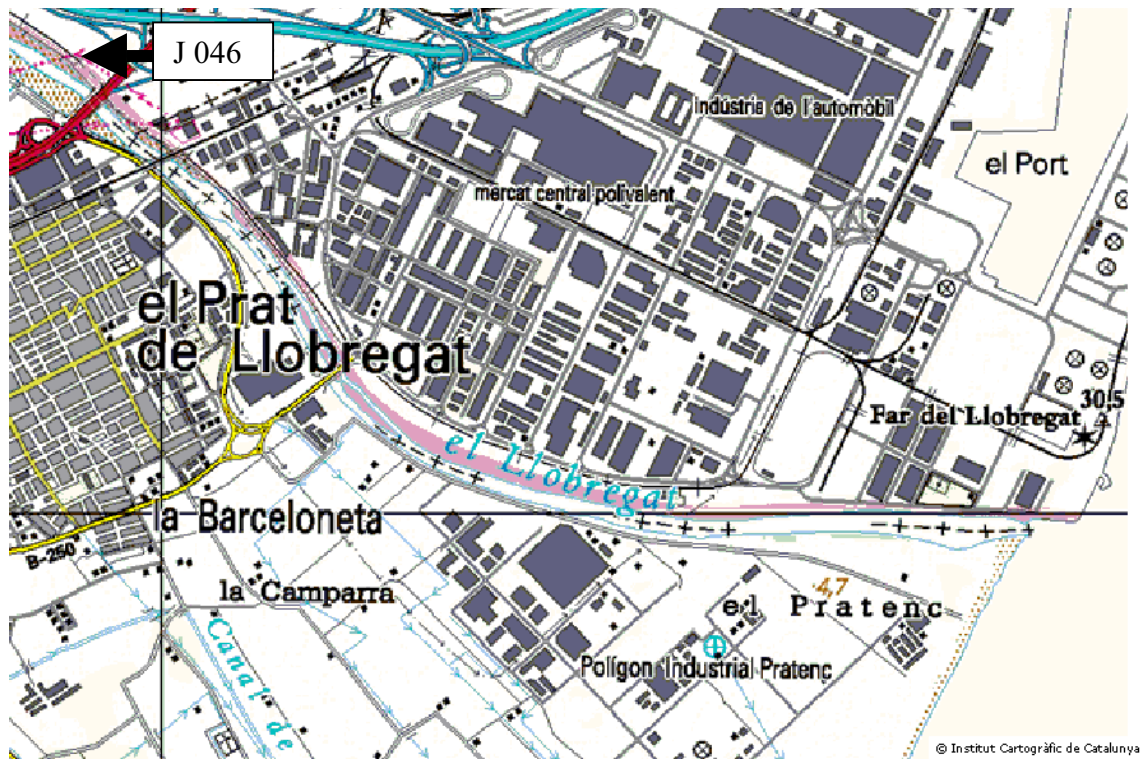 J 046
indústria de l'automòbil
el Port
mercat central polivalent
el Prat
de Llobregat
30,5
Far del Llobregat
el Llobregat
la Barceloneta
B-250
la Camparra
4,7
el Pratenc
Canal de
Polígon Industrial Pratenc
© Institut Cartogràfic de Catalunya